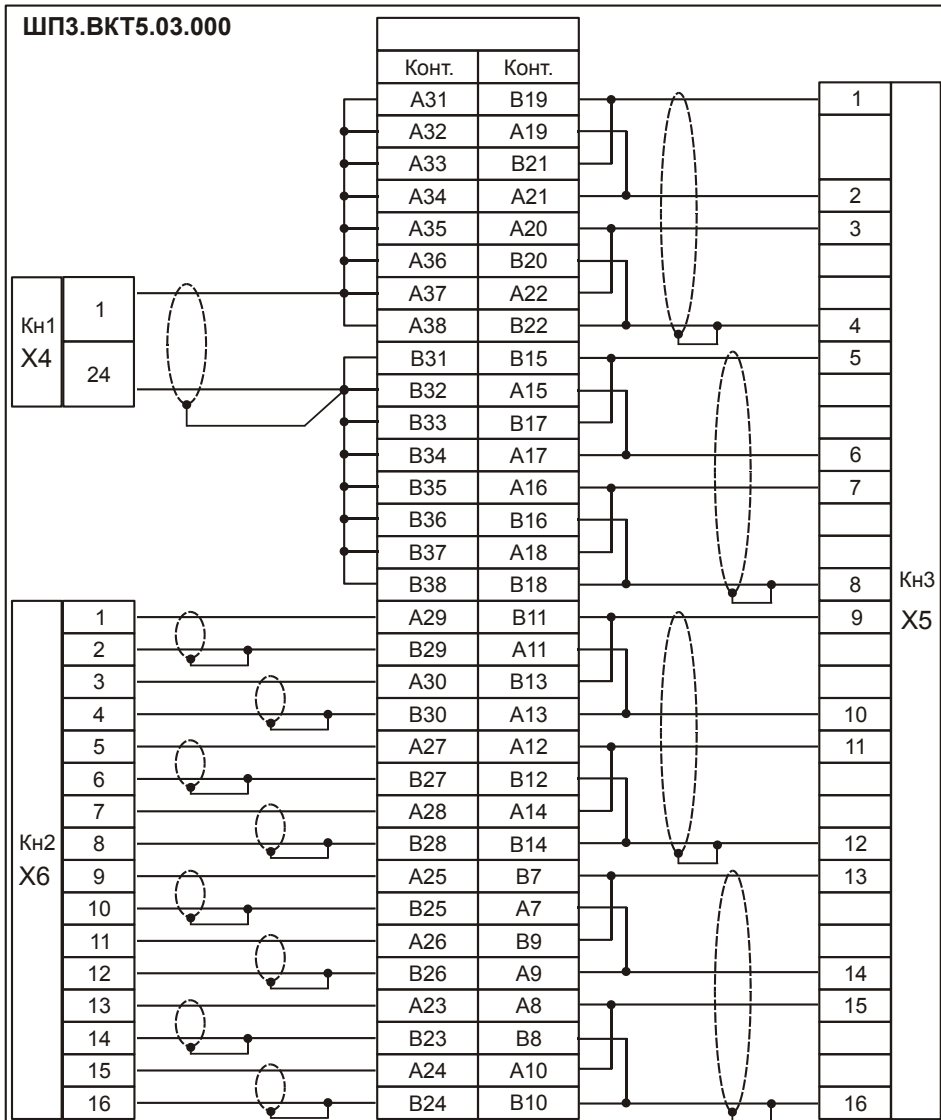 ШП3.ВКТ5.03.000
Конт. Конт.
A31 B19 1
A32 A19
A33 B21
A34 A21 2
A35 A20 3
A36 B20
1 A37 A22
Кн1 A38 B22 4
X4 B31 B15 5
24 B32 A15
B33 B17
B34 A17 6
B35 A16 7
B36 B16
B37 A18
B38 B18 8 Кн3
1 A29 B11 9 X5
2 B29 A11
3 A30 B13
4 B30 A13 10
5 A27 A12 11
6 B27 B12
7 A28 A14
Кн2 8 B28 B14 12
X6 9 A25 B7 13
10 B25 A7
11 A26 B9
12 B26 A9 14
13 A23 A8 15
14 B23 B8
15 A24 A10
16 B24 B10 16